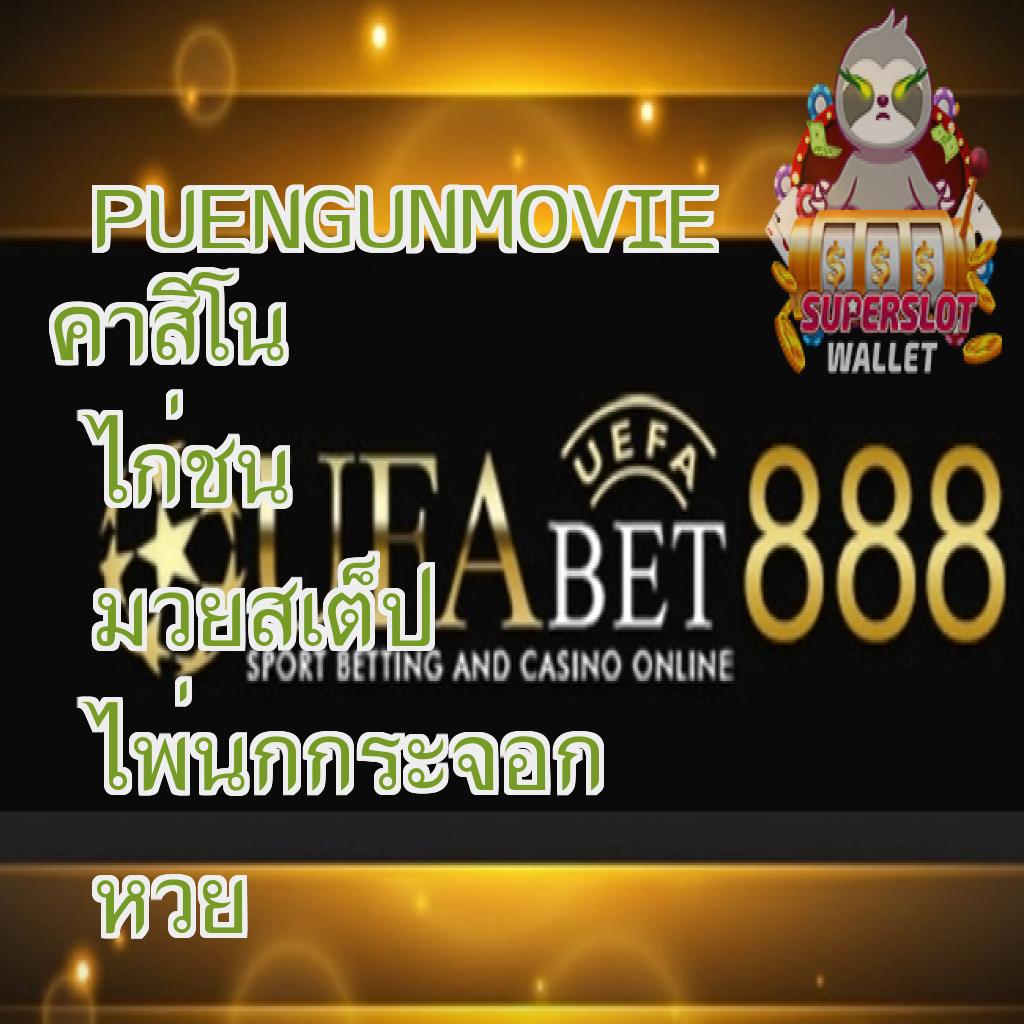 PUENGUNMOVIE
คาสิโน
ไก่ชน
มวยสเต็ป
ไพ่นกกระจอก
หวย
UEFA
UFABET888
SPORT BETTING AND CASINO ONLINE
$ $ $
SUPERSLOT
WALLET